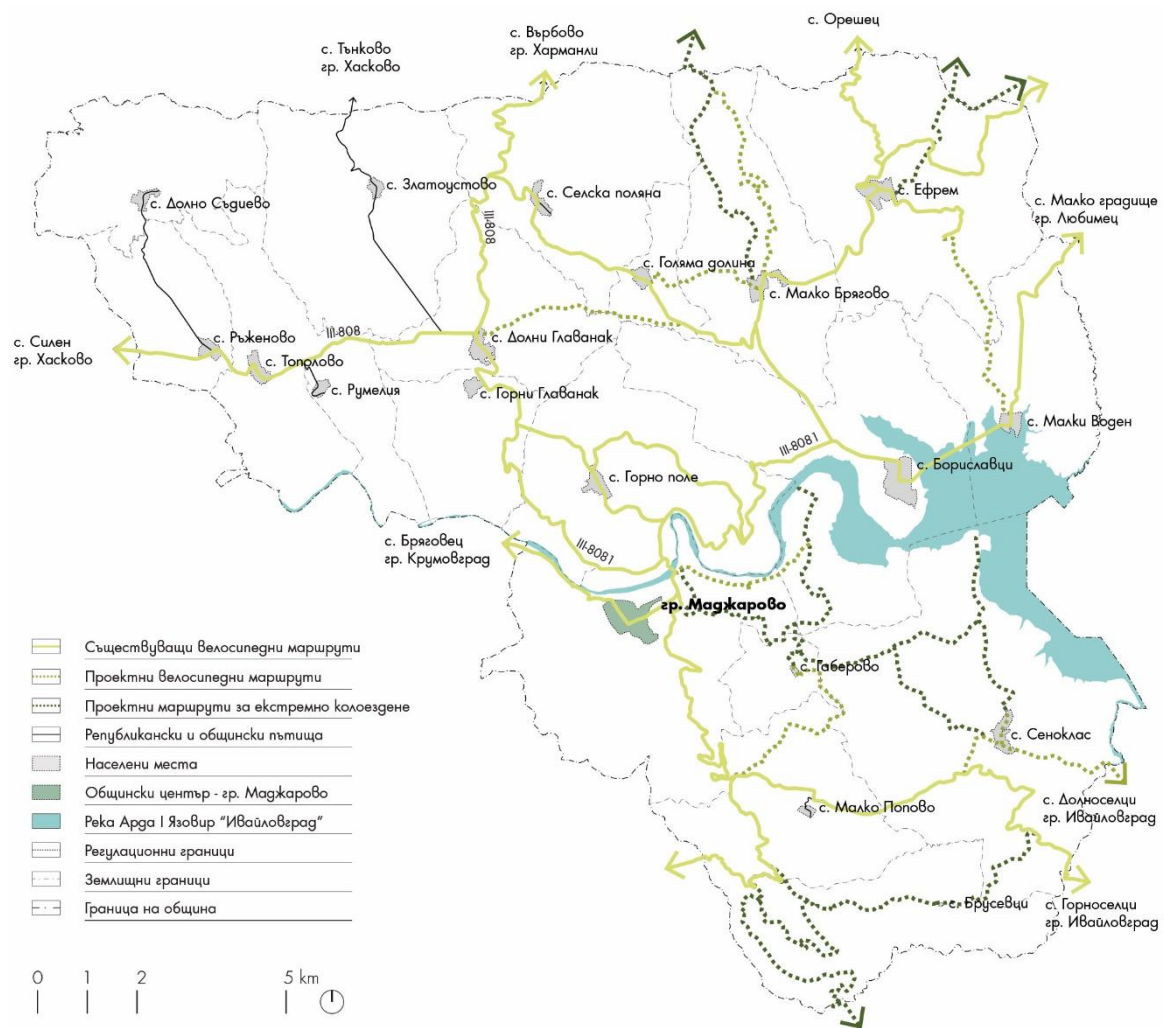 с. Орешец
с. Върбово
гр. Харманли
с. Тънково
гр. Хасково
с. Златоустово
с. Селска поляна
с. Ефрем
с. Долно Съдиево
с. Малко градище
гр. Любимец
III-808
с. Голяма долина
с. Малко Брягово
с. Силен
гр. Хасково
с. Ръженово
III-808
с. Долни Главанак
с. Тополово
с. Румелия
с. Горни Главанак
с. Малки Воден
III-8081
с. Бориславци
с. Горно поле
с. Бряговец
гр. Крумовград
III-8081
гр. Маджарово
с. Габерово
с. Сеноклас
с. Малко Попово
с. Долноселци
гр. Ивайловград
с. Брусевци
с. Горноселци
гр. Ивайловград
Съществуващи велосипедни маршрути
Проектни велосипедни маршрути
Проектни маршрути за екстремно колоездене
Републикански и общински пътища
Населени места
Общински център - гр. Маджарово
Река Арда I Язовир "Ивайловград"
Регулационни граници
Землищни граници
Граница на община
0 1 2 5 km